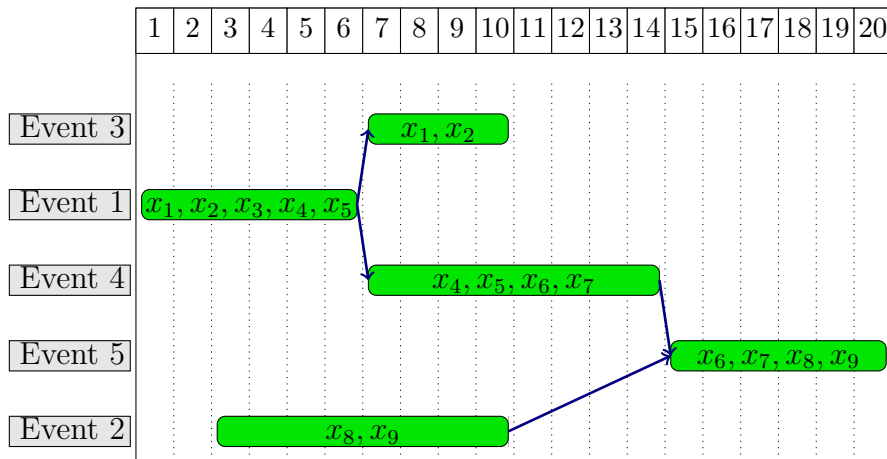 1 2 3 4 5 6 7 8 9 10 11 12 13 14 15 16 17 18 19 20
Event 3 x₁, x₂
Event 1 x₁, x₂, x₃, x₄, x₅
Event 4 x₄, x₅, x₆, x₇
Event 5 x₆, x₇, x₈, x₉
Event 2 x₈, x₉